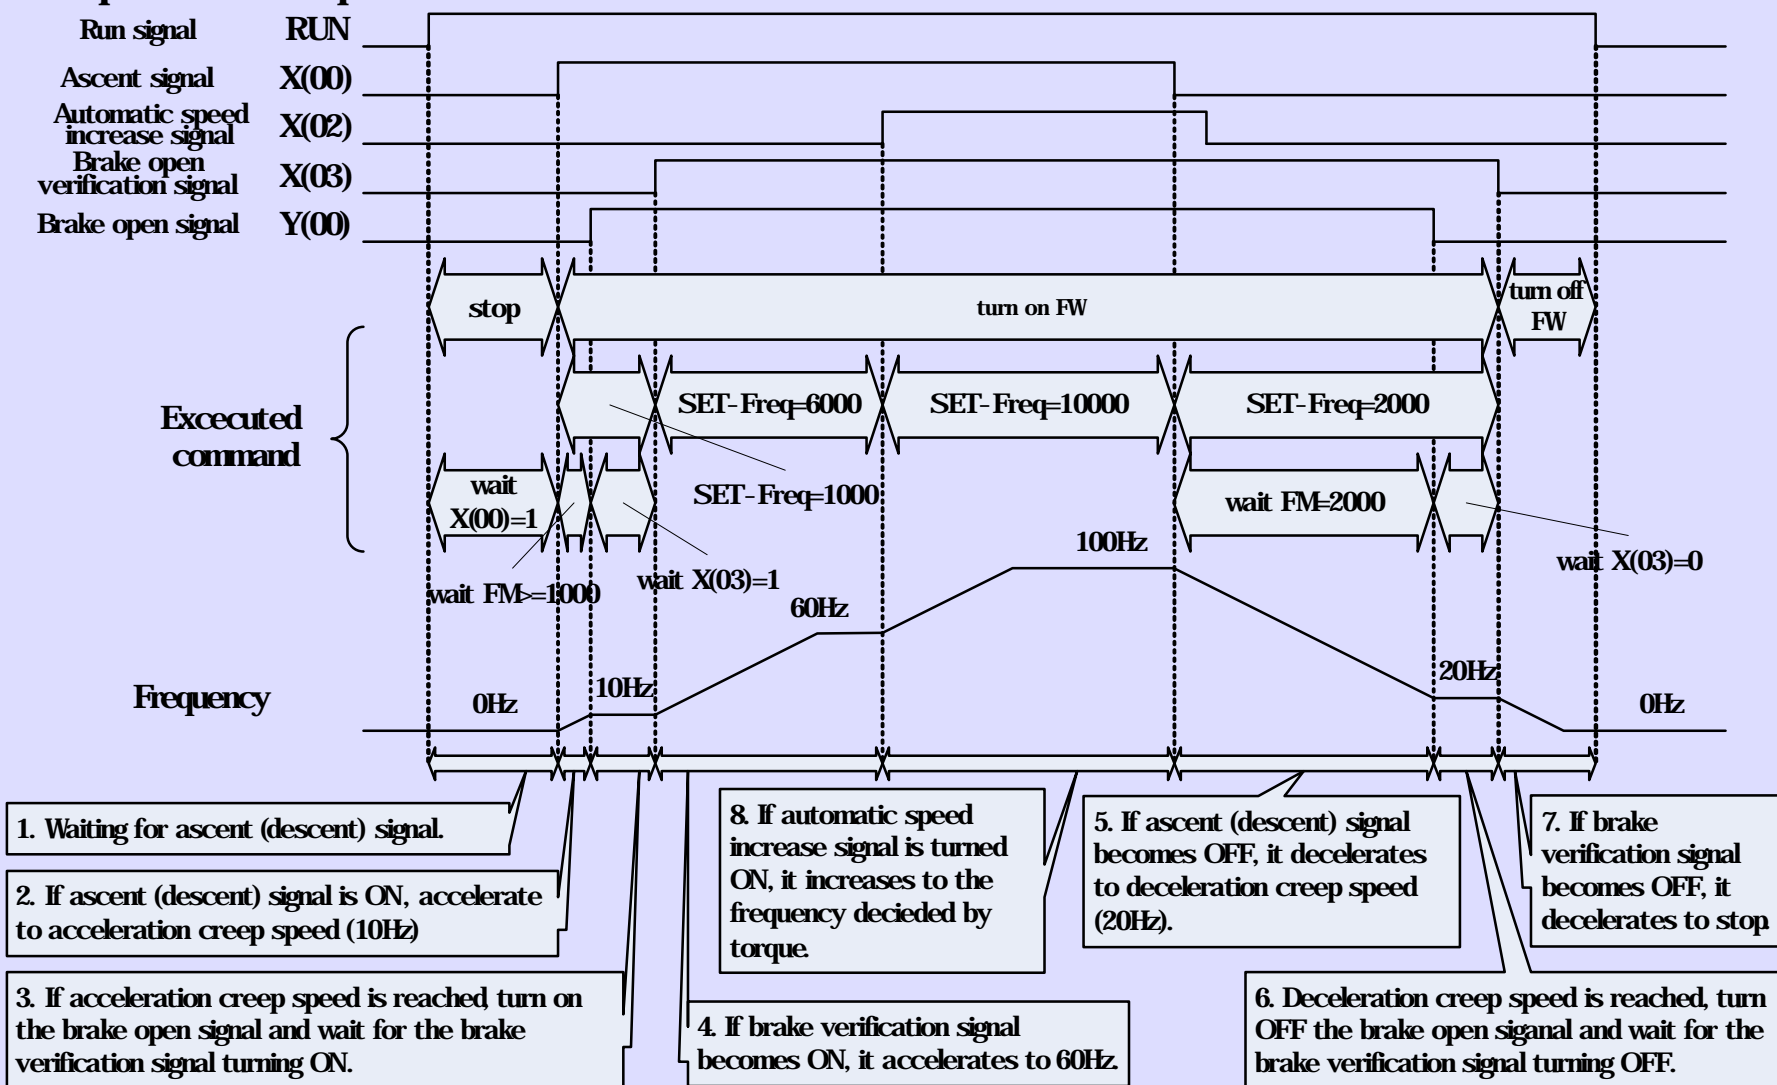 Run signal RUN
Ascent signal X(00)
Automatic speed
increase signal X(02)
Brake open
verification signal X(03)
Brake open signal Y(00)
stop
turn on FW
turn off
FW
Excecuted
command
SET-Freq=6000
SET-Freq=10000
SET-Freq=2000
wait
X(00)=1
SET-Freq=1000
wait FM=2000
wait FM>=1000
wait X(03)=1
wait X(03)=0
Frequency
0Hz
10Hz
60Hz
100Hz
20Hz
0Hz
1. Waiting for ascent (descent) signal.
2. If ascent (descent) signal is ON, accelerate
to acceleration creep speed (10Hz)
3. If acceleration creep speed is reached, turn on
the brake open signal and wait for the brake
verification signal turning ON.
4. If brake verification signal
becomes ON, it accelerates to 60Hz.
8. If automatic speed
increase signal is turned
ON, it increases to the
frequency decieded by
torque.
5. If ascent (descent) signal
becomes OFF, it decelerates
to deceleration creep speed
(20Hz).
6. Deceleration creep speed is reached, turn
OFF the brake open siganal and wait for the
brake verification signal turning OFF.
7. If brake
verification signal
becomes OFF, it
decelerates to stop.